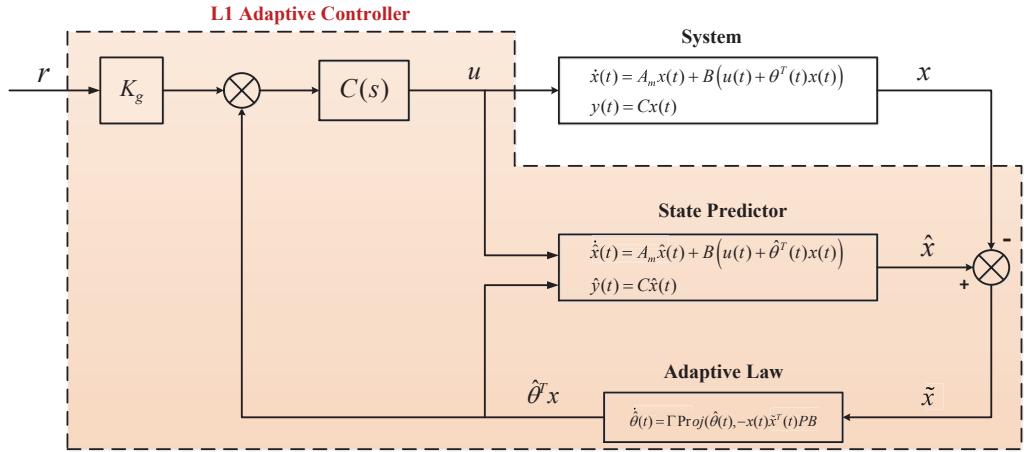 L1 Adaptive Controller
r
K_g
C(s)
u
System
ẋ(t) = A_m x(t) + B(u(t) + θ^T(t)x(t))
y(t) = Cx(t)
x
State Predictor
x̂̇(t) = A_m x̂(t) + B(u(t) + θ̂^T(t)x(t))
ŷ(t) = Cx̂(t)
x̂
-
+
Adaptive Law
θ̂^T x
θ̂̇(t) = ΓProj(θ̂(t),-x(t)x̃^T(t)PB
x̃